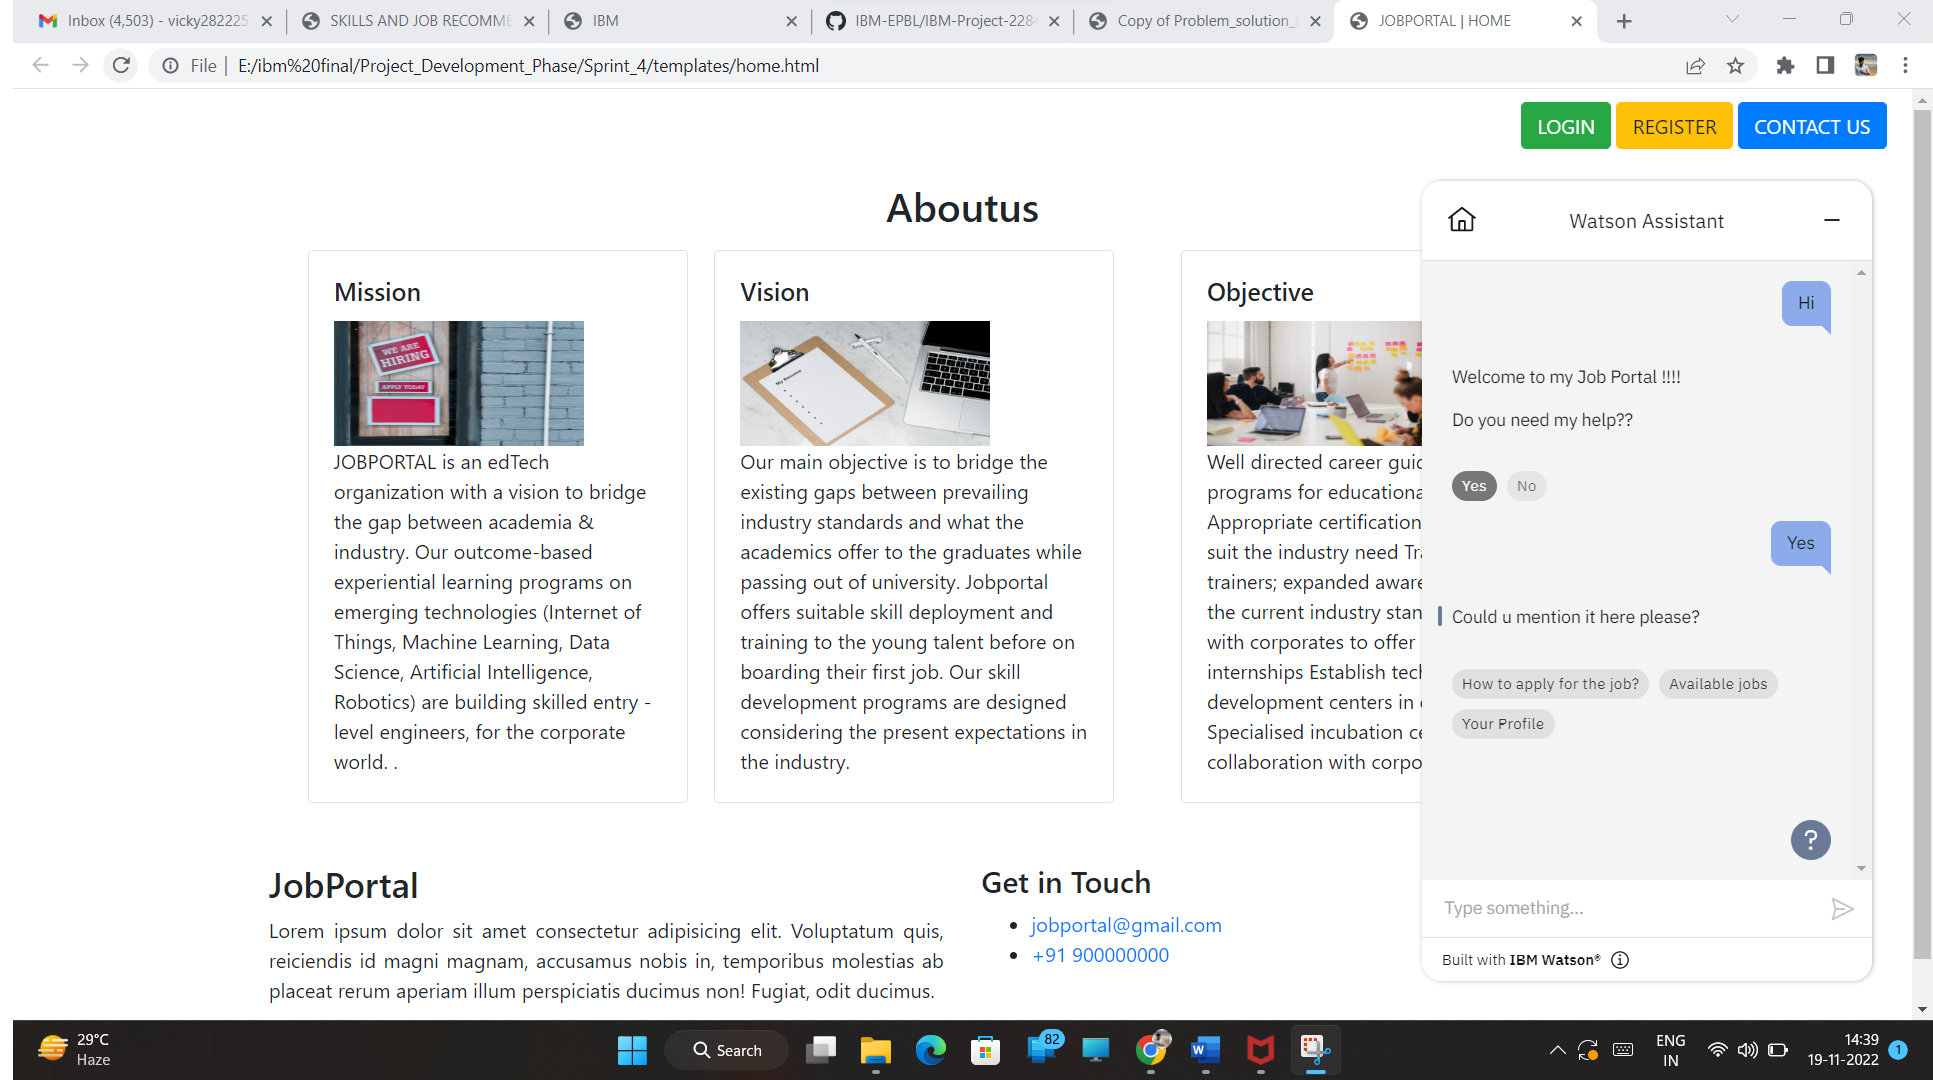 Inbox (4,503) - vicky282225
SKILLS AND JOB RECOMME
IBM
IBM-EPBL/IBM-Project-2284
Copy of Problem_solution_
JOBPORTAL | HOME
File
E:/ibm%20final/Project_Development_Phase/Sprint_4/templates/home.html
LOGIN
REGISTER
CONTACT US
Aboutus
Mission
WE ARE
HIRING
APPLY TODAY
JOBPORTAL is an edTech
organization with a vision to bridge
the gap between academia &
industry. Our outcome-based
experiential learning programs on
emerging technologies (Internet of
Things, Machine Learning, Data
Science, Artificial Intelligence,
Robotics) are building skilled entry -
level engineers, for the corporate
world. .
Vision
My Resume
Our main objective is to bridge the
existing gaps between prevailing
industry standards and what the
academics offer to the graduates while
passing out of university. Jobportal
offers suitable skill deployment and
training to the young talent before on
boarding their first job. Our skill
development programs are designed
considering the present expectations in
the industry.
Objective
Well directed career guid
programs for educationa
Appropriate certification
suit the industry need Tra
trainers; expanded aware
the current industry stan
with corporates to offer
internships Establish tech
development centers in
Specialised incubation ce
collaboration with corpo
Watson Assistant
Hi
Welcome to my Job Portal !!!!
Do you need my help??
Yes
No
Yes
Could u mention it here please?
How to apply for the job?
Available jobs
Your Profile
?
Type something...
Built with IBM Watson®
JobPortal
Lorem ipsum dolor sit amet consectetur adipisicing elit. Voluptatum quis,
reiciendis id magni magnam, accusamus nobis in, temporibus molestias ab
placeat rerum aperiam illum perspiciatis ducimus non! Fugiat, odit ducimus.
Get in Touch
jobportal@gmail.com
+91 900000000
29°C
Haze
Search
82
ENG
IN
14:39
19-11-2022
1